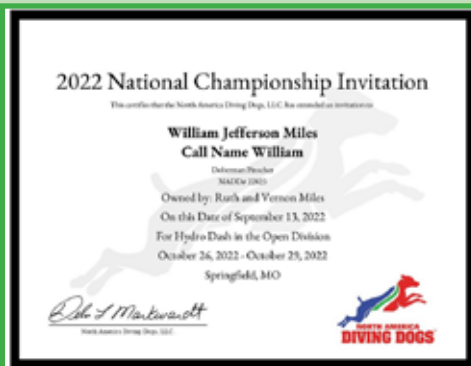 2022 National Championship Invitation
This certifies that the North America Diving Dogs, LLC. has extended an invitation to
William Jefferson Miles
Call Name William
Doberman Pinscher
NADD#
Owned by: Ruth and Vernon Miles
On this Date of September 13, 2022
For Hydro Dash in the Open Division
October 26, 2022 - October 29, 2022
Springfield, MO
North America Diving Dogs, LLC.
NORTH AMERICA
DIVING DOGS